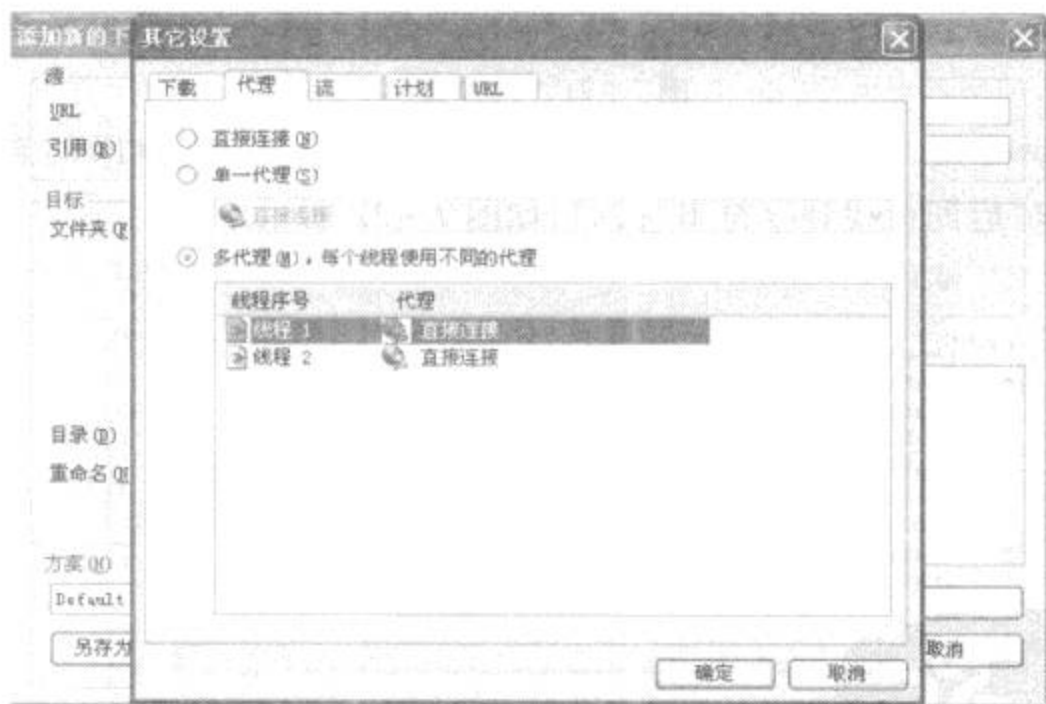 添加新的下
其它设置
源
下载 代理 流 计划 URL
URL
引用(R)
直接连接(N)
单一代理(S)
直接连接
目标
文件夹
多代理(M)，每个线程使用不同的代理
线程序号 代理
线程 1 直接连接
线程 2 直接连接
目录(D)
重命名
方案(H)
Default
另存为
取消
确定 取消